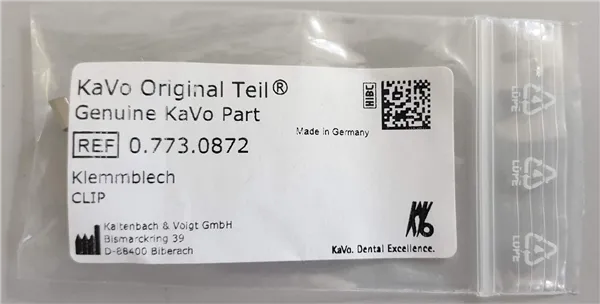 KaVo Original Teil®
Genuine KaVo Part
HIBC
REF 0.773.0872
Made in Germany
Klemmblech
CLIP
Kaltenbach & Voigt GmbH
Bismarckring 39
D-88400 Biberach
KaVo. Dental Excellence.
LDPE
LDPE
LDPE